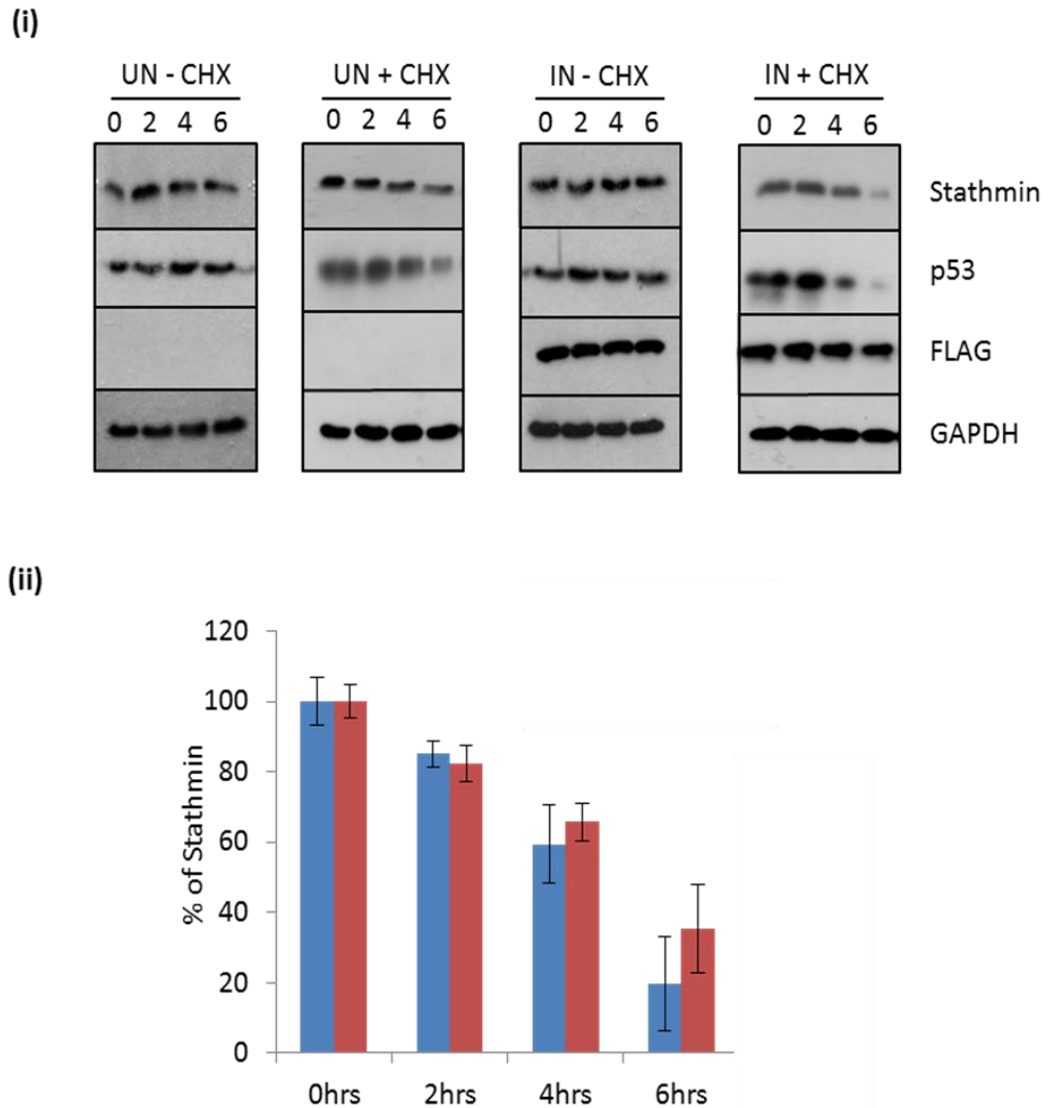 (i)
UN - CHX UN + CHX IN - CHX IN + CHX
0 2 4 6 0 2 4 6 0 2 4 6 0 2 4 6
Stathmin
p53
FLAG
GAPDH
(ii)
% of Stathmin
120
100
80
60
40
20
0
0hrs 2hrs 4hrs 6hrs